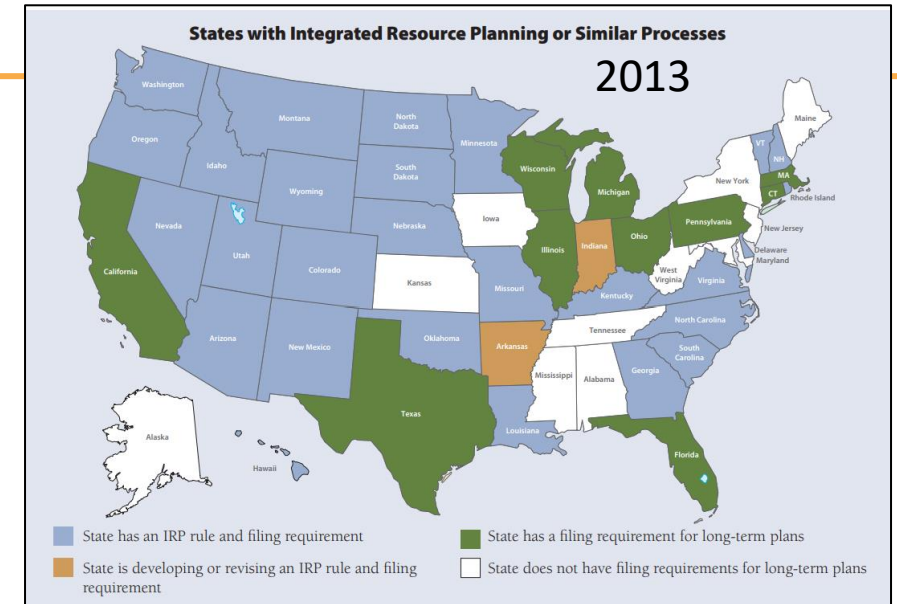 States with Integrated Resource Planning or Similar Processes
2013
Washington
Oregon
Idaho
Montana
North
Dakota
Minnesota
South
Dakota
Wyoming
Nebraska
Nevada
Utah
Colorado
California
Arizona
New Mexico
Kansas
Oklahoma
Texas
Iowa
Missouri
Arkansas
Louisiana
Wisconsin
Illinois
Michigan
Indiana
Ohio
Kentucky
Tennessee
Mississippi
Alabama
Georgia
Florida
South
Carolina
North Carolina
Virginia
West
Virginia
Pennsylvania
New York
Maine
VT
NH
MA
CT
Rhode Island
New Jersey
Delaware
Maryland
Alaska
Hawaii
State has an IRP rule and filing requirement
State is developing or revising an IRP rule and filing
requirement
State has a filing requirement for long-term plans
State does not have filing requirements for long-term plans